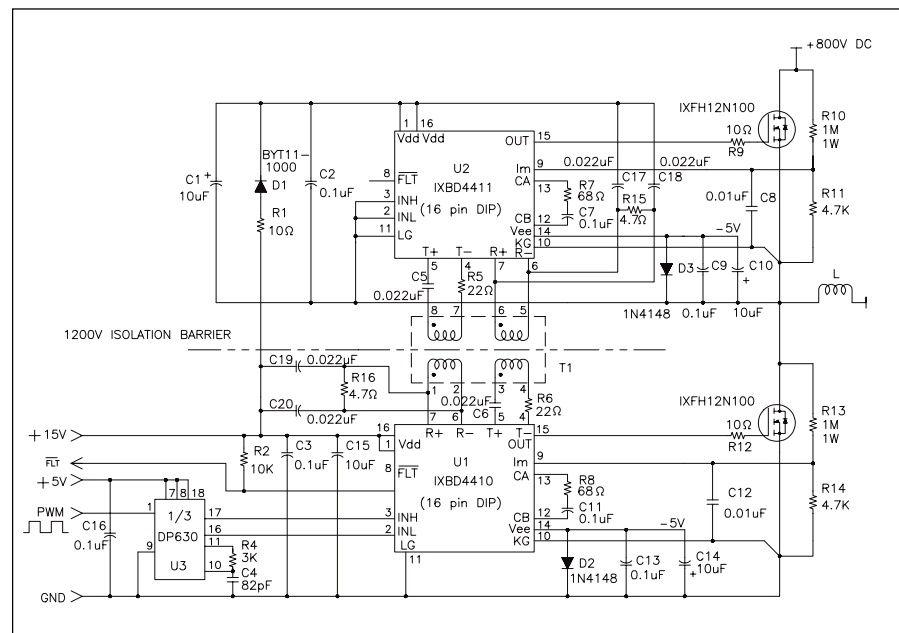 +800V DC
IXFH12N100
10Ω
R9
R10
1M
1W
R11
4.7K
C1
+
10uF
BYT11-
1000
D1
R1
10Ω
C2
0.1uF
1 16
Vdd Vdd
OUT 15
U2
IXBD4411
(16 pin DIP)
8 FLT
3 INH
2 INL
11 LG
Im 9
CA 13
CB 12
Vee 14
KG 10
R- 6
T+ T- R+
5 4 7
0.022uF 0.022uF
C17 C18
R7
68Ω
C7
0.1uF
R15
4.7Ω
0.01uF C8
-5V
D3
1N4148
C9
0.1uF
C10
+
10uF
L
C5
0.022uF
R5
22Ω
8 7 6 5
1200V ISOLATION BARRIER
T1
1 2 3 4
C19 0.022uF
R16
4.7Ω
C20 0.022uF
0.022uF
C6
R6
22Ω
7 6 5 4
R+ R- T+ T-
IXFH12N100
10Ω
R12
R13
1M
1W
R14
4.7K
+15V
FLT
+5V
PWM
GND
R2
10K
C3
0.1uF
C15
10uF
16
1
Vdd
OUT 15
8
FLT
U1
IXBD4410
(16 pin DIP)
3 INH
2 INL
LG
11
Im 9
CA 13
CB 12
Vee 14
KG 10
R8
68Ω
C11
0.1uF
C12
0.01uF
-5V
D2
1N4148
C13
0.1uF
C14
+
10uF
C16
0.1uF
7 8 18
1
17
16
11
9
10
1/3
DP630
U3
R4
3K
C4
82pF